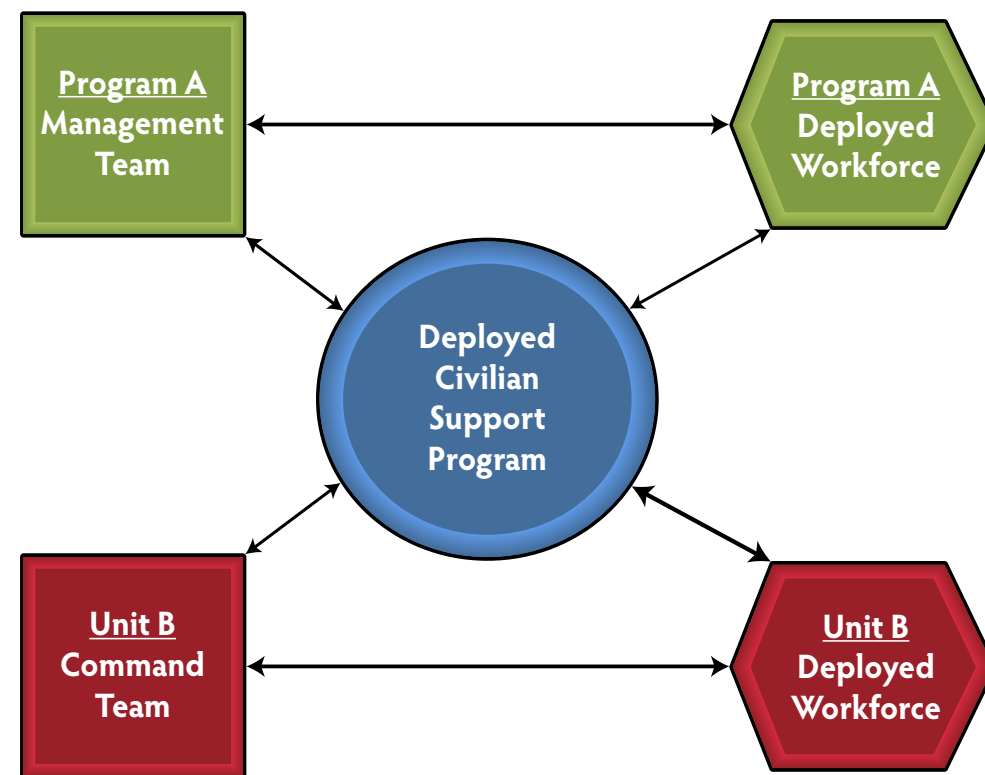 Program A
Management
Team
Program A
Deployed
Workforce
Deployed
Civilian
Support
Program
Unit B
Command
Team
Unit B
Deployed
Workforce